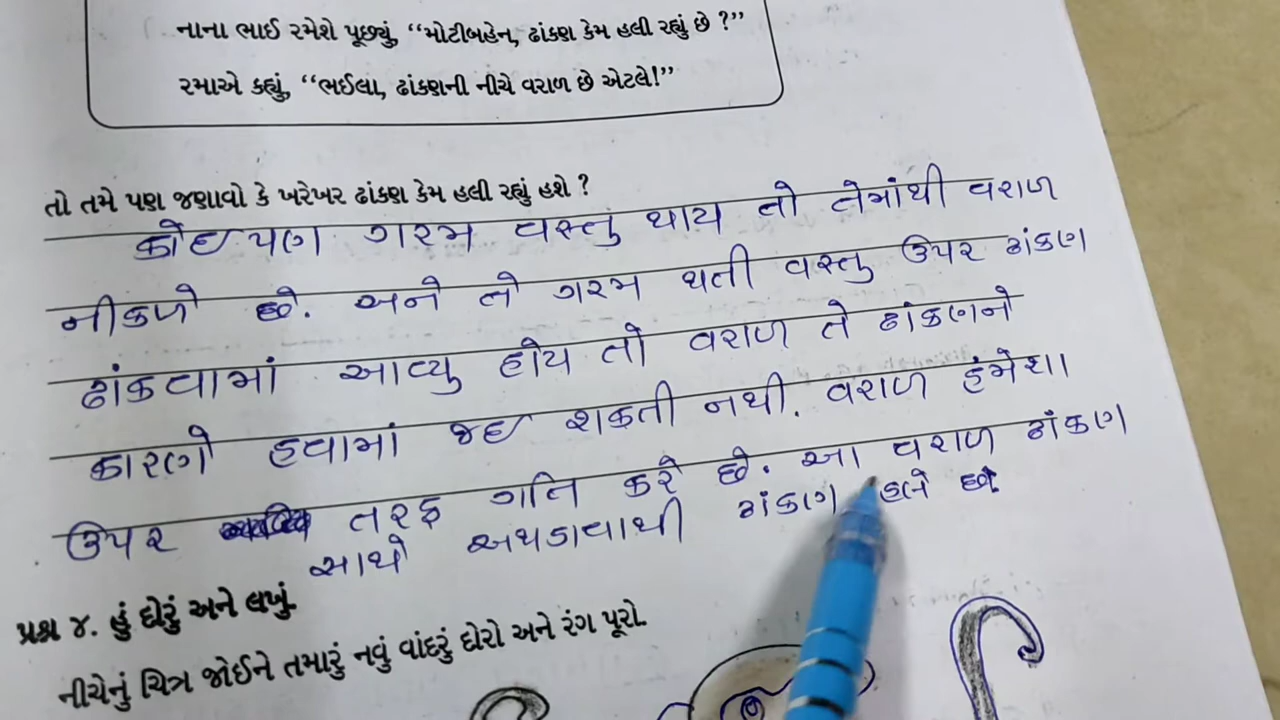 નાના ભાઈ રમેશે પૂછ્યું, “મોટીબહેન, ઢાંકણ કેમ હલી રહ્યું છે ?”
રમાએ કહ્યું, “ભઈલા, ઢાંકણની નીચે વરાળ છે એટલે!”
તો તમે પણ જણાવો કે ખરેખર ઢાંકણ કેમ હલી રહ્યું હશે ?
કોઇ પણ ગરમ વસ્તુ થાય તો તેમાંથી વરાળ
નીકળે છે. અને તે ગરમ થતી વસ્તુ ઉપર ઢાંકણ
ઢાંકવામાં આવ્યુ હોય તો વરાળ તે ઢાંકણને
કારણે હવામાં જઇ શકતી નથી. વરાળ હંમેશા
ઉપર તરફ ગતિ કરે છે. આ વરાળ ઢાંકણ
સાથે અથડાવાથી ઢાંકણ હલે છે.
પ્રશ્ન ૪. હું દોરું અને લખું.
નીચેનું ચિત્ર જોઈને તમારું નવું વાંદરું દોરો અને રંગ પૂરો.